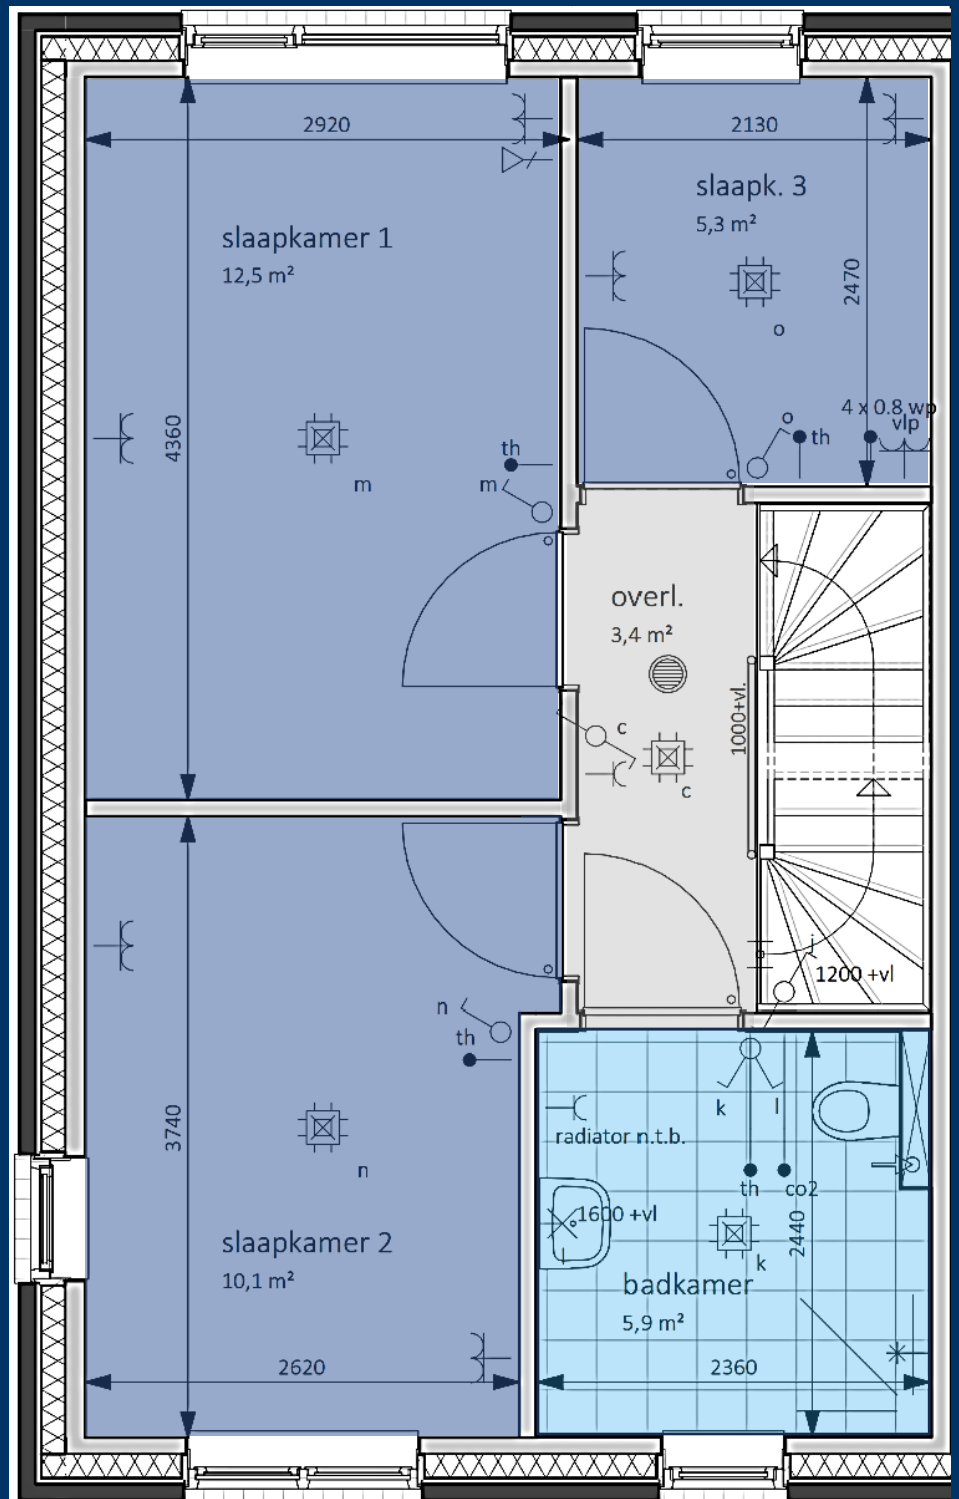 2920
2130
slaapk. 3
5,3 m²
slaapkamer 1
12,5 m²
2470
o
4360
4 x 0.8 wp
o
vlp
th
th
m
m
overl.
3,4 m²
1000+vl.
c
c
j
1200 +vl
n
th
3740
k
l
radiator n.t.b.
n
th
co2
1600 +vl
2440
slaapkamer 2
10,1 m²
k
badkamer
5,9 m²
2620
2360